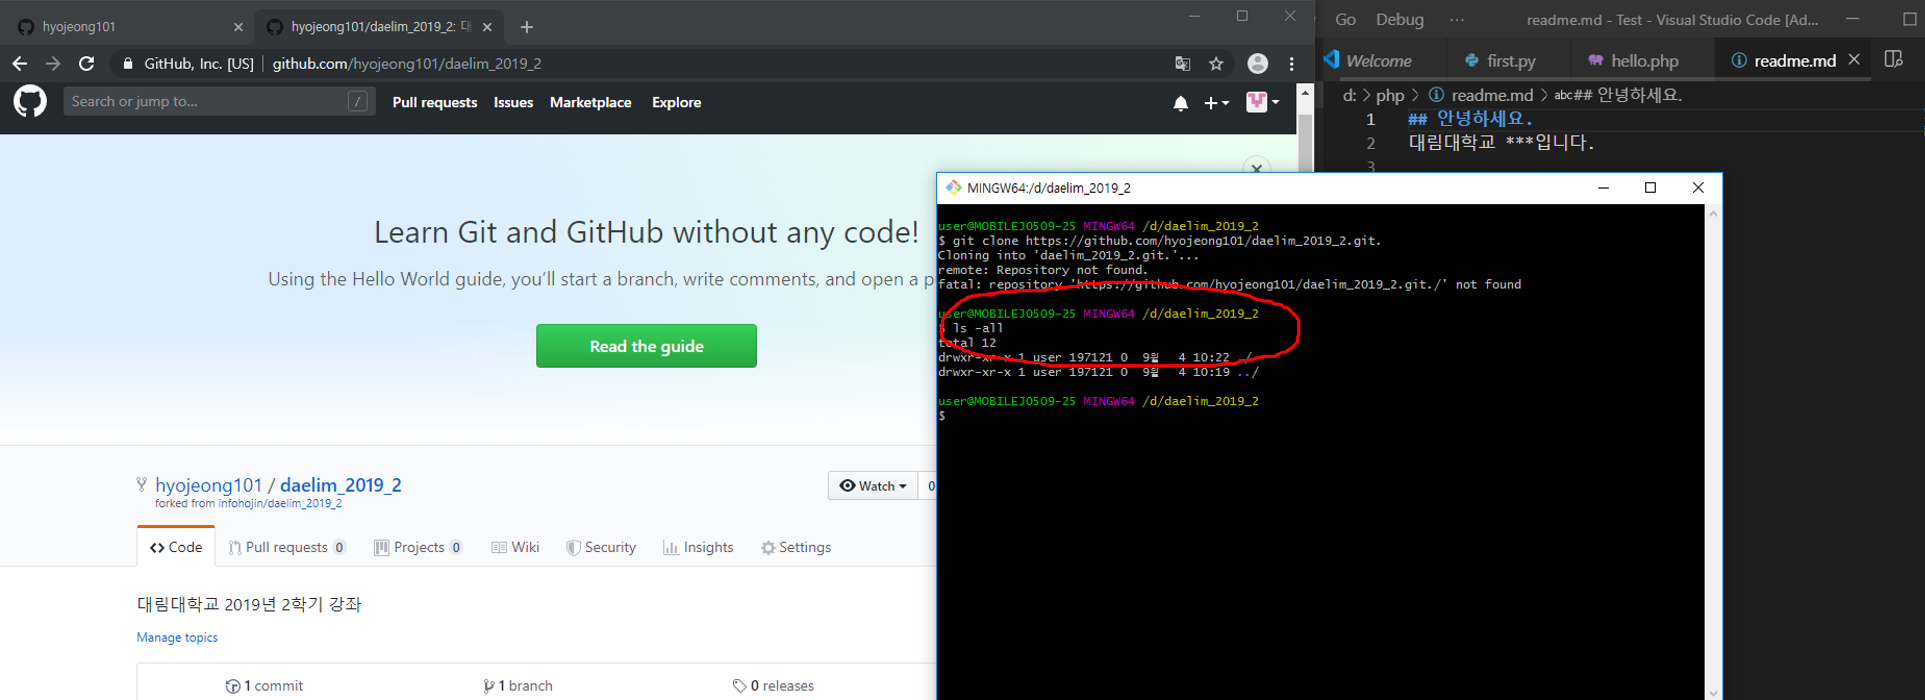 hyojeong101
hyojeong101/daelim_2019_2:
GitHub, Inc. [US] | github.com/hyojeong101/daelim_2019_2
Search or jump to... /
Pull requests Issues Marketplace Explore
Learn Git and GitHub without any code!
Using the Hello World guide, you'll start a branch, write comments, and open a
Read the guide
hyojeong101 / daelim_2019_2
forked from infohojin/daelim_2019_2
Watch 0
Code Pull requests 0 Projects 0 Wiki Security Insights Settings
대림대학교 2019년 2학기 강좌
Manage topics
1 commit 1 branch 0 releases
Go Debug ... readme.md - Test - Visual Studio Code [Ad...
Welcome first.py hello.php readme.md
d: > php > readme.md > abc## 안녕하세요.
1 ## 안녕하세요.
2 대림대학교 ***입니다.
3
MINGW64:/d/daelim_2019_2
user@MOBILEJ0509-25 MINGW64 /d/daelim_2019_2
$ git clone https://github.com/hyojeong101/daelim_2019_2.git.
Cloning into 'daelim_2019_2.git.'...
remote: Repository not found.
fatal: repository 'https://github.com/hyojeong101/daelim_2019_2.git./' not found
user@MOBILEJ0509-25 MINGW64 /d/daelim_2019_2
$ ls -all
total 12
drwxr-xr-x 1 user 197121 0 9월 4 10:22 ./
drwxr-xr-x 1 user 197121 0 9월 4 10:19 ../
user@MOBILEJ0509-25 MINGW64 /d/daelim_2019_2
$